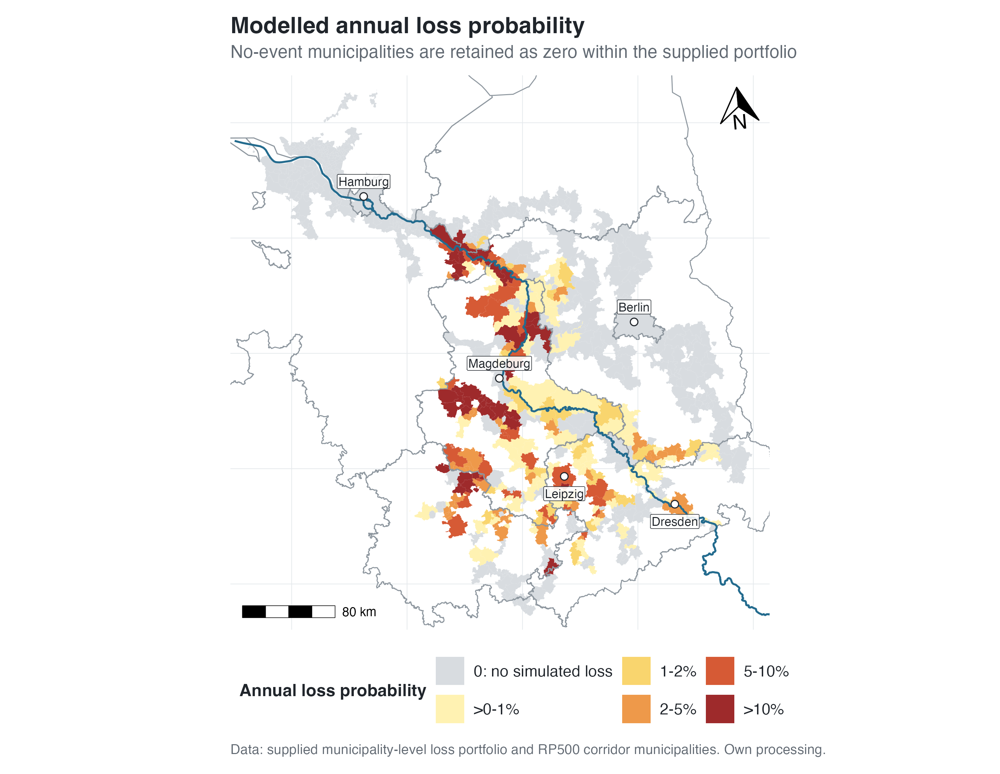 Modelled annual loss probability
No-event municipalities are retained as zero within the supplied portfolio
N
Hamburg
Berlin
Magdeburg
Leipzig
Dresden
80 km
Annual loss probability
0: no simulated loss
>0-1%
1-2%
2-5%
5-10%
>10%
Data: supplied municipality-level loss portfolio and RP500 corridor municipalities. Own processing.